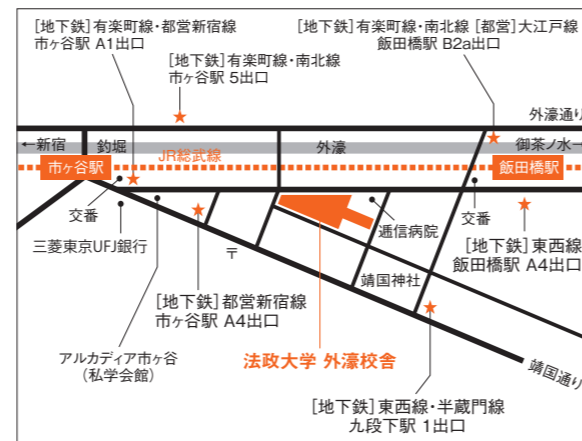 [地下鉄]有楽町線・都営新宿線
市ヶ谷駅 A1出口
[地下鉄]有楽町線・南北線
市ヶ谷駅 5出口
[地下鉄]有楽町線・南北線 [都営]大江戸線
飯田橋駅 B2a出口
外濠通り
←新宿
釣堀
外濠
御茶ノ水→
JR総武線
市ヶ谷駅
飯田橋駅
交番
逓信病院
交番
三菱東京UFJ銀行
〒
[地下鉄]東西線
飯田橋駅 A4出口
靖国神社
[地下鉄]都営新宿線
市ヶ谷駅 A4出口
アルカディア市ヶ谷
(私学会館)
法政大学 外濠校舎
靖国通り
[地下鉄]東西線・半蔵門線
九段下駅 1出口